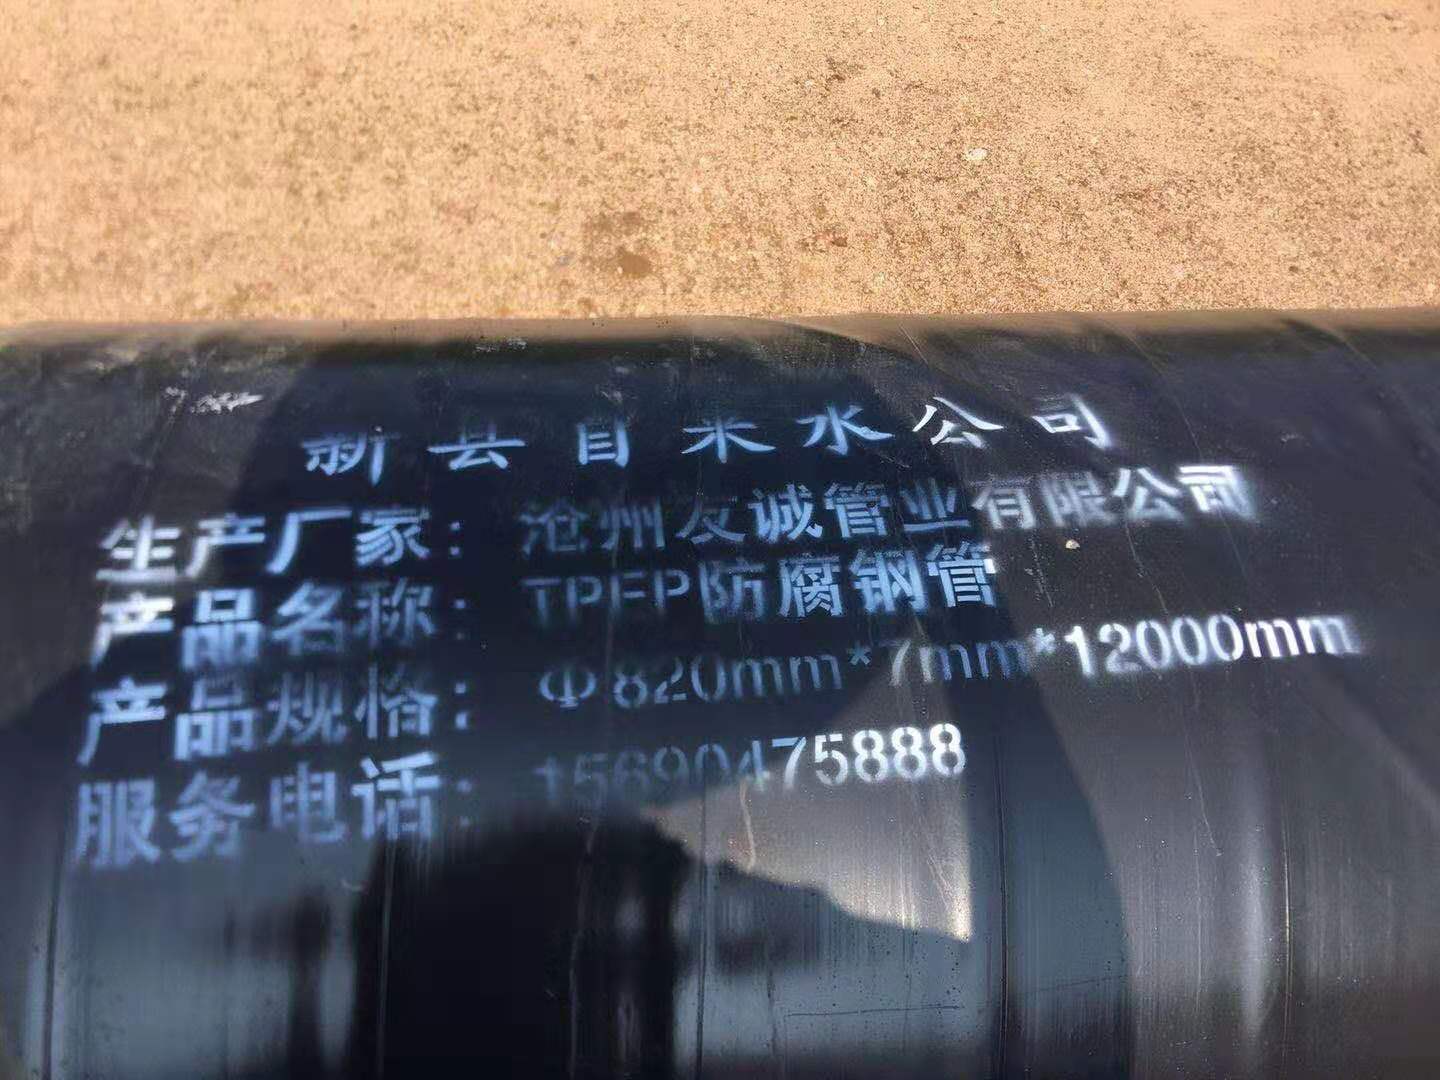 新县自来水公司
生产厂家：沧州友诚管业有限公司
产品名称：TPEP防腐钢管
产品规格：Φ820mm*7mm*12000mm
服务电话：15690475888